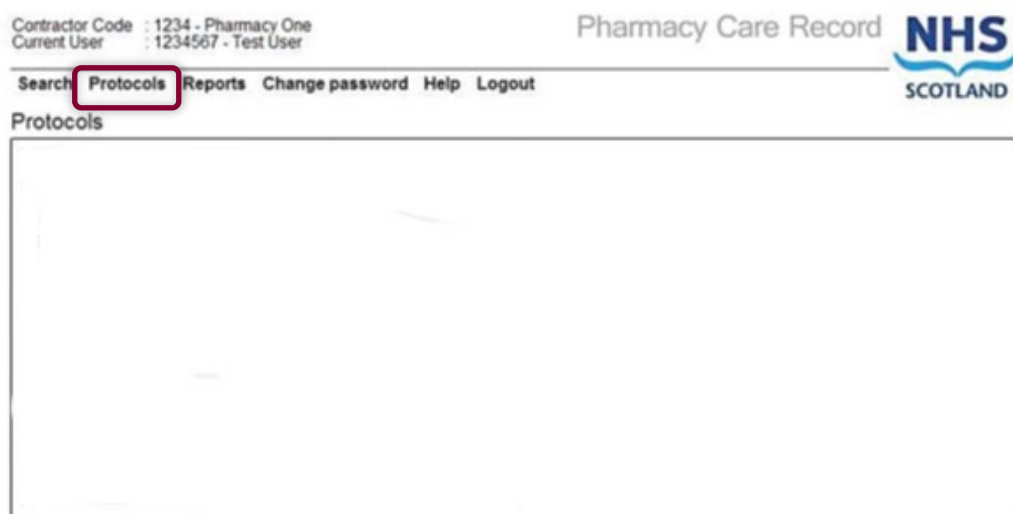 Contractor Code : 1234 - Pharmacy One
Current User : 1234567 - Test User
Pharmacy Care Record
NHS
SCOTLAND
Search Protocols Reports Change password Help Logout
Protocols